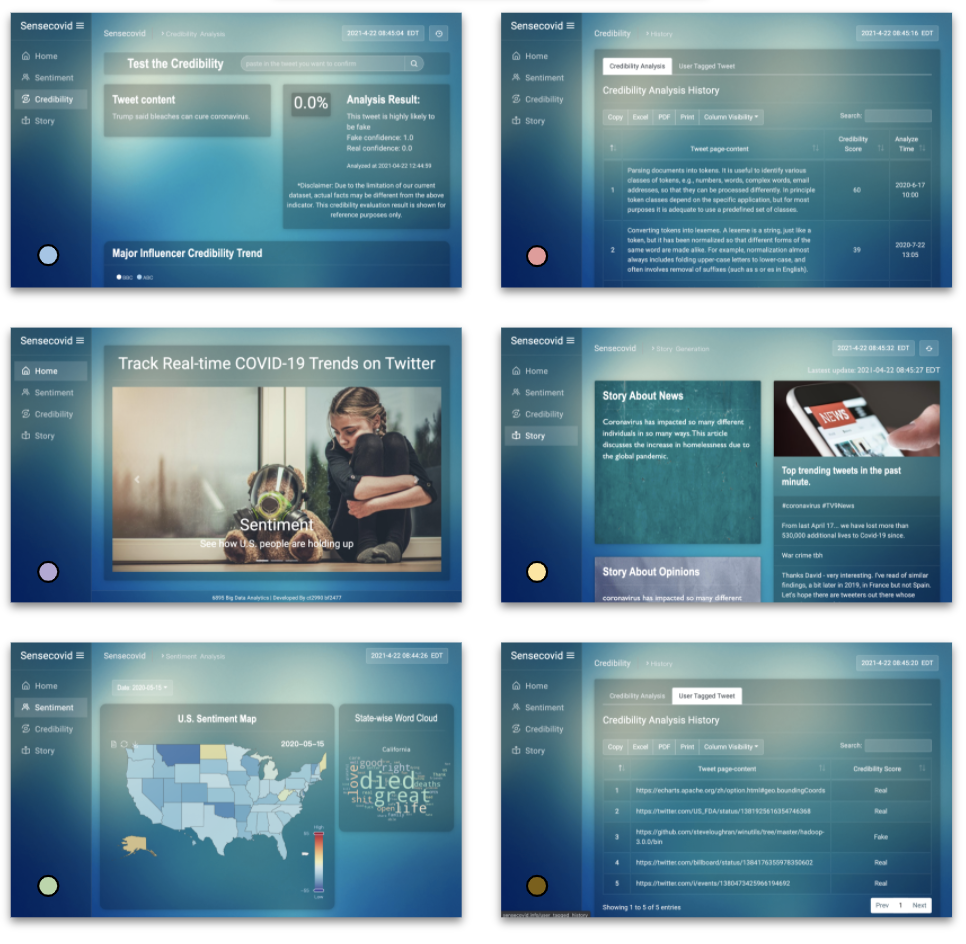 Sensecovid
Home
Sentiment
Credibility
Story
Sensecovid Credibility Analysis
2021-4-22 08:45:04 EDT
Test the Credibility
paste in the tweet you want to confirm
Tweet content
Trump said bleaches can cure coronavirus.
0.0%
Analysis Result:
This tweet is highly likely to
be fake
Fake confidence: 1.0
Real confidence: 0.0
Analyzed at 2021-04-22 12:44:59
*Disclaimer: Due to the limitation of our current
dataset, actual facts may be different from the above
indicator. This credibility evaluation result is shown for
reference purposes only.
Major Influencer Credibility Trend
BBC ABC
Sensecovid
Home
Sentiment
Credibility
Story
Credibility History
2021-4-22 08:45:16 EDT
Credibility Analysis User Tagged Tweet
Credibility Analysis History
Copy Excel PDF Print Column Visibility
Search:
Tweet page-content
Credibility
Score
Analyze
Time
1
Parsing documents into tokens. It is useful to identify various
classes of tokens, e.g., numbers, words, complex words, email
addresses, so that they can be processed differently. In principle
token classes depend on the specific application, but for most
purposes it is adequate to use a predefined set of classes.
60
2020-6-17
10:00
2
Converting tokens into lexemes. A lexeme is a string, just like a
token, but it has been normalized so that different forms of the
same word are made alike. For example, normalization almost
always includes folding upper-case letters to lower-case, and
often involves removal of suffixes (such as s or es in English).
39
2020-7-22
13:05
Sensecovid
Home
Sentiment
Credibility
Story
Track Real-time COVID-19 Trends on Twitter
Sentiment
See how U.S. people are holding up
6895 Big Data Analytics | Developed By ct2990 bf2477
Sensecovid
Home
Sentiment
Credibility
Story
Sensecovid Story Generation
2021-4-22 08:45:32 EDT
Lastest update: 2021-04-22 08:45:27 EDT
Story About News
Coronavirus has impacted so many different
individuals in so many ways. This article
discusses the increase in homelessness due to
the global pandemic.
Story About Opinions
coronavirus has impacted so many different
NEWS
Top trending tweets in the past
minute.
#coronavirus #TV9News
From last April 17... we have lost more than
530,000 additional lives to Covid-19 since.
War crime tbh
Thanks David - very interesting. I've read of similar
findings, a bit later in 2019, in France but not Spain.
Let's hope there are tweeters out there whose
Sensecovid
Home
Sentiment
Credibility
Story
Sensecovid Sentiment Analysis
2021-4-22 08:44:26 EDT
Date: 2020-05-15
U.S. Sentiment Map
2020-05-15
High
Low
State-wise Word Cloud
California
love
good
right
died
great
deaths
shit
open
life
Sensecovid
Home
Sentiment
Credibility
Story
Credibility History
2021-4-22 08:45:20 EDT
Credibility Analysis User Tagged Tweet
Credibility Analysis History
Copy Excel PDF Print Column Visibility
Search:
Tweet page-content Credibility Score
1 https://echarts.apache.org/zh/option.html#geo.boundingCoords Real
2 https://twitter.com/US_FDA/status/1381925616354746368 Real
3 https://github.com/steveloughran/winutils/tree/master/hadoop-
3.0.0/bin Fake
4 https://twitter.com/billboard/status/1384176350978350602 Real
5 https://twitter.com/i/events/1380473425966194692 Real
Showing 1 to 5 of 5 entries
Prev 1 Next
sensecovid.info/user_tagged_history